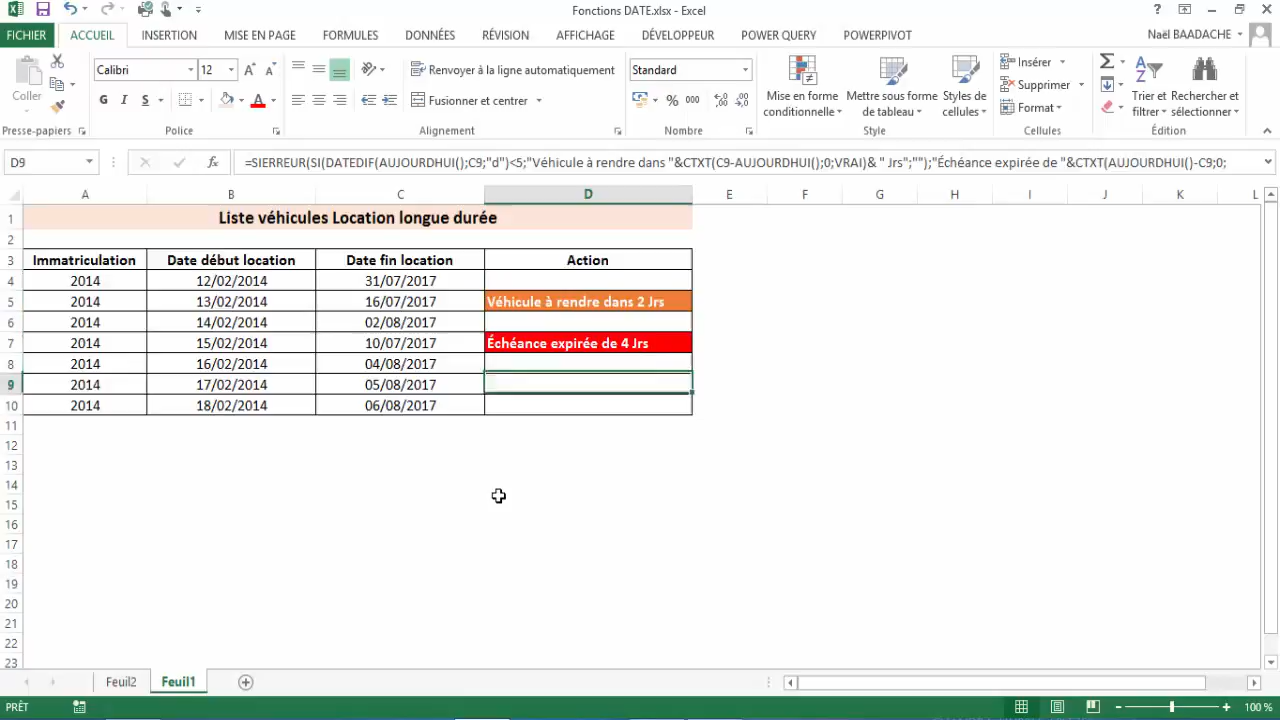 Fonctions DATE.xlsx - Excel
?
FICHIER ACCUEIL INSERTION MISE EN PAGE FORMULES DONNÉES RÉVISION AFFICHAGE DÉVELOPPEUR POWER QUERY POWERPIVOT Naël BAADACHE
Coller
Calibri 12
G I S
Renvoyer à la ligne automatiquement
Fusionner et centrer
Standard
% 000
Mise en forme conditionnelle
Mettre sous forme de tableau
Styles de cellules
Insérer
Supprimer
Format
Trier et filtrer
Rechercher et sélectionner
Presse-papiers Police Alignement Nombre Style Cellules Édition
D9 fx =SIERREUR(SI(DATEDIF(AUJOURDHUI();C9;"d")<5;"Véhicule à rendre dans "&CTXT(C9-AUJOURDHUI();0;VRAI)& " Jrs";"");"Échéance expirée de "&CTXT(AUJOURDHUI()-C9;0;
A B C D E F G H I J K L
1 Liste véhicules Location longue durée
2
3 Immatriculation Date début location Date fin location Action
4 2014 12/02/2014 31/07/2017
5 2014 13/02/2014 16/07/2017 Véhicule à rendre dans 2 Jrs
6 2014 14/02/2014 02/08/2017
7 2014 15/02/2014 10/07/2017 Échéance expirée de 4 Jrs
8 2014 16/02/2014 04/08/2017
9 2014 17/02/2014 05/08/2017
10 2014 18/02/2014 06/08/2017
11
12
13
14
15
16
17
18
19
20
21
22
23
Feuil2 Feuil1
PRÊT 100 %